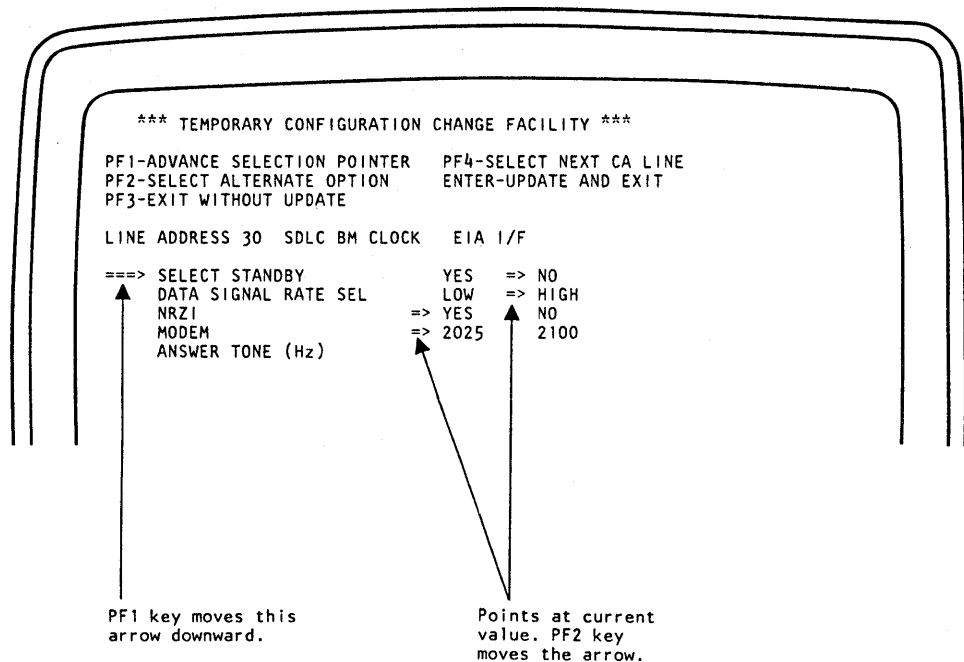 *** TEMPORARY CONFIGURATION CHANGE FACILITY ***
PF1-ADVANCE SELECTION POINTER PF4-SELECT NEXT CA LINE
PF2-SELECT ALTERNATE OPTION ENTER-UPDATE AND EXIT
PF3-EXIT WITHOUT UPDATE
LINE ADDRESS 30 SDLC BM CLOCK EIA I/F
===> SELECT STANDBY YES => NO
DATA SIGNAL RATE SEL LOW => HIGH
NRZI => YES NO
MODEM => 2025 2100
ANSWER TONE (Hz)
PF1 key moves this
arrow downward.
Points at current
value. PF2 key
moves the arrow.